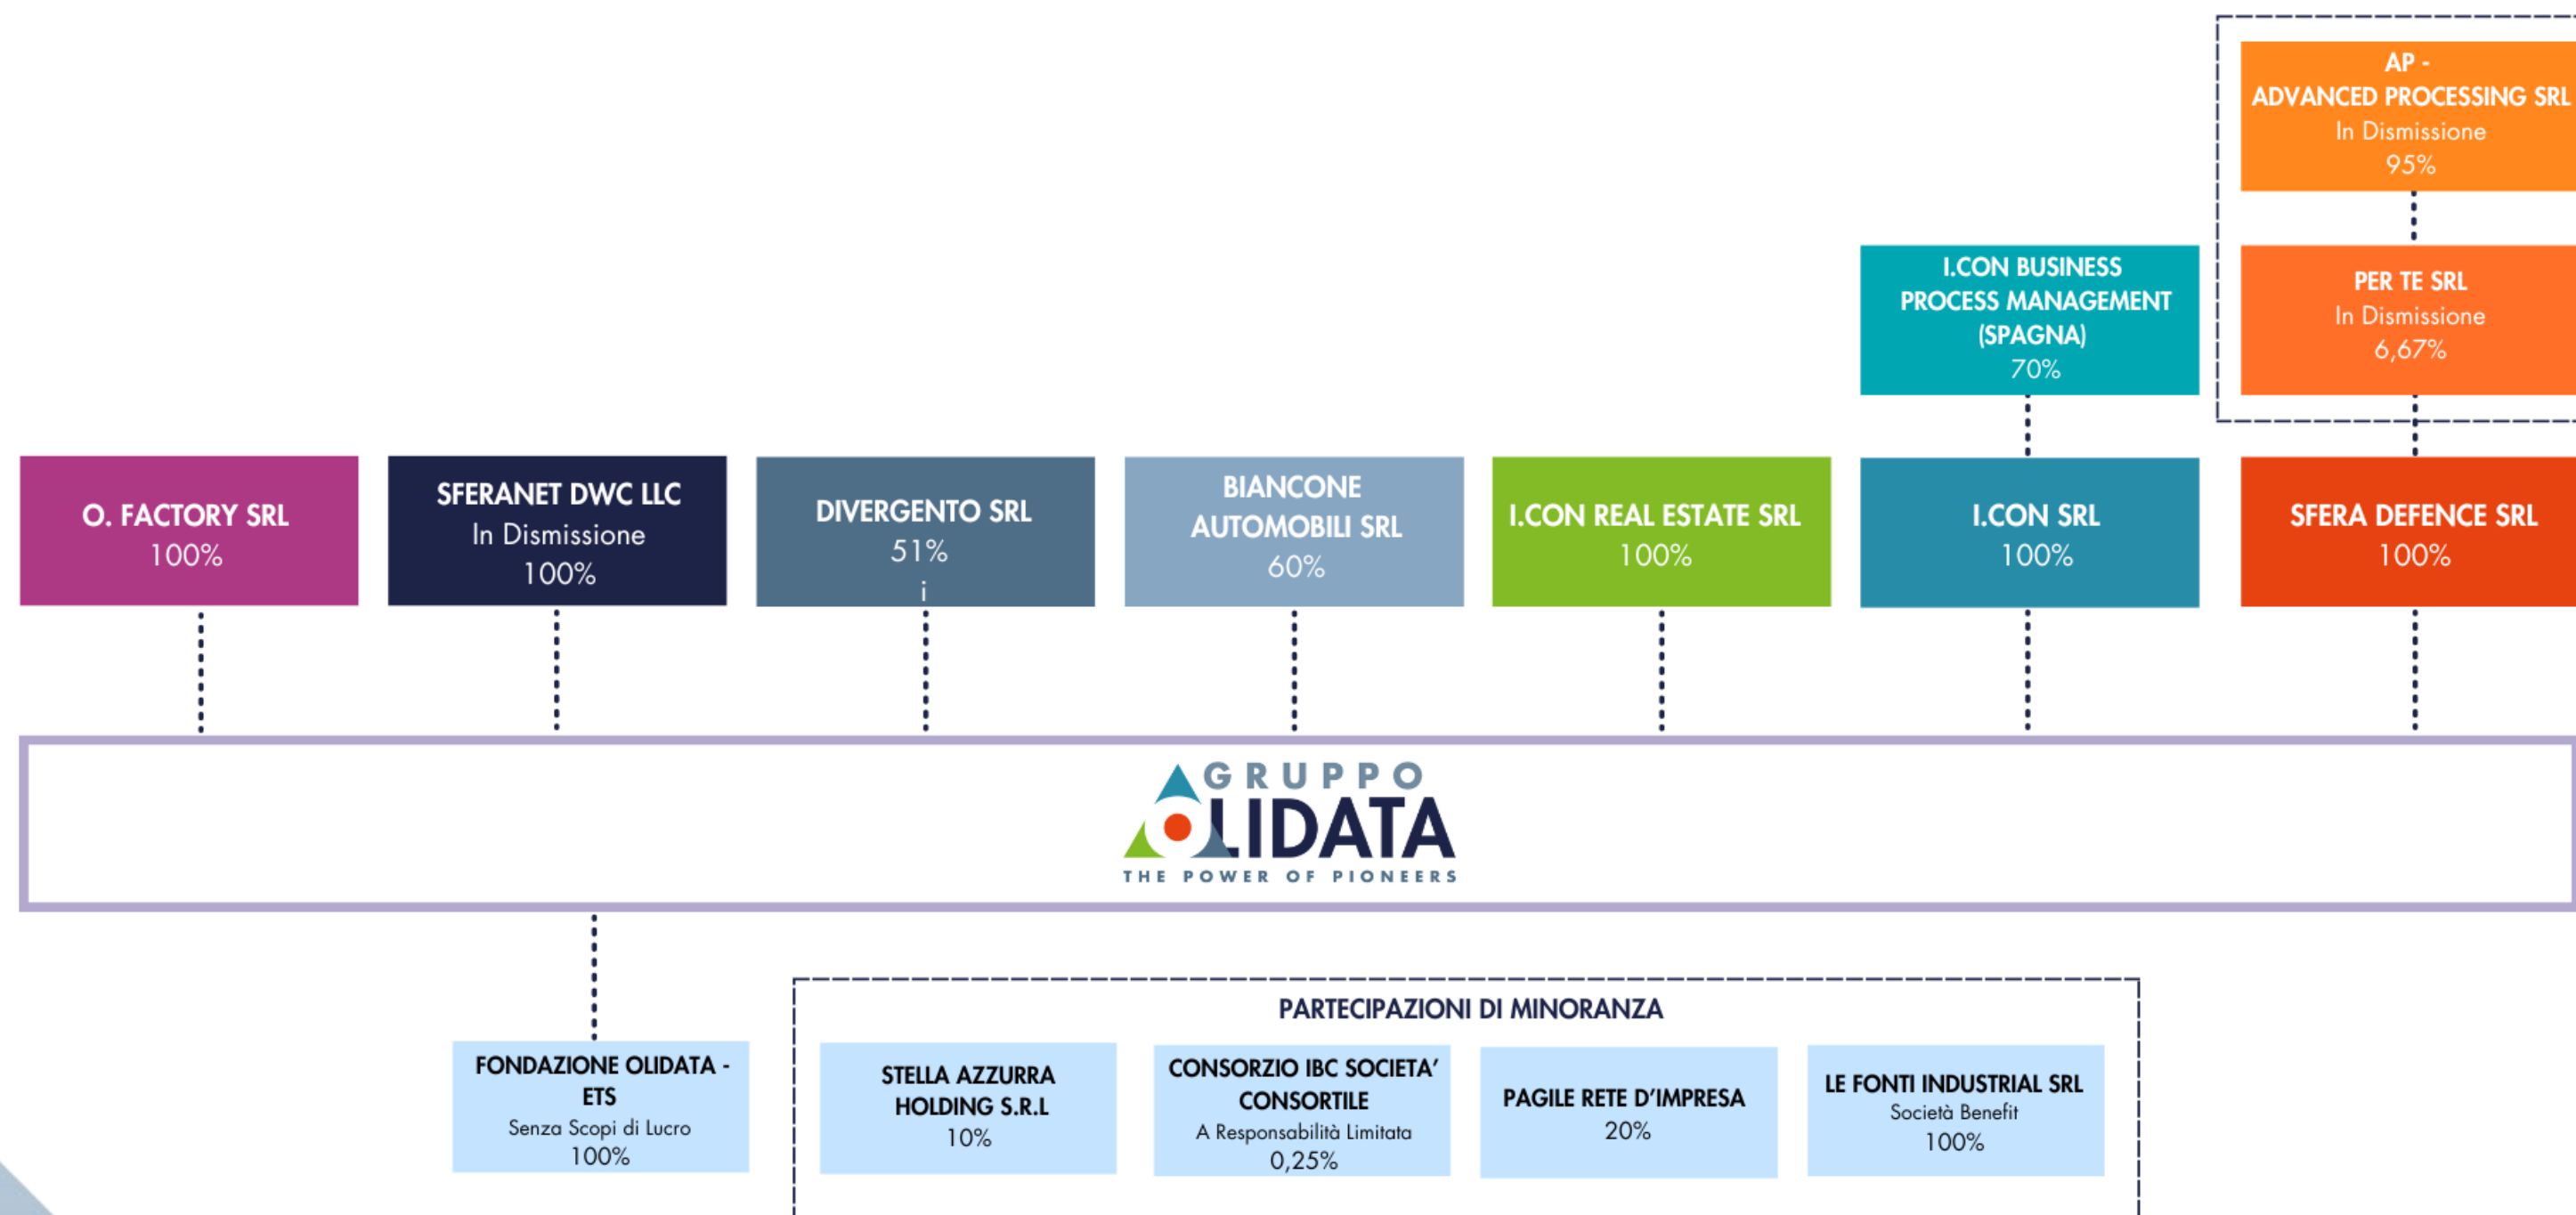 AP -
ADVANCED PROCESSING SRL
In Dismissione
95%
I.CON BUSINESS
PROCESS MANAGEMENT
(SPAGNA)
70%
PER TE SRL
In Dismissione
6,67%
O. FACTORY SRL
100%
SFERANET DWC LLC
In Dismissione
100%
DIVERGENTO SRL
51%
i
BIANCONE
AUTOMOBILI SRL
60%
I.CON REAL ESTATE SRL
100%
I.CON SRL
100%
SFERA DEFENCE SRL
100%
GRUPPO
OLIDATA
THE POWER OF PIONEERS
FONDAZIONE OLIDATA -
ETS
Senza Scopi di Lucro
100%
PARTECIPAZIONI DI MINORANZA
STELLA AZZURRA
HOLDING S.R.L
10%
CONSORZIO IBC SOCIETA’
CONSORTILE
A Responsabilità Limitata
0,25%
PAGILE RETE D’IMPRESA
20%
LE FONTI INDUSTRIAL SRL
Società Benefit
100%